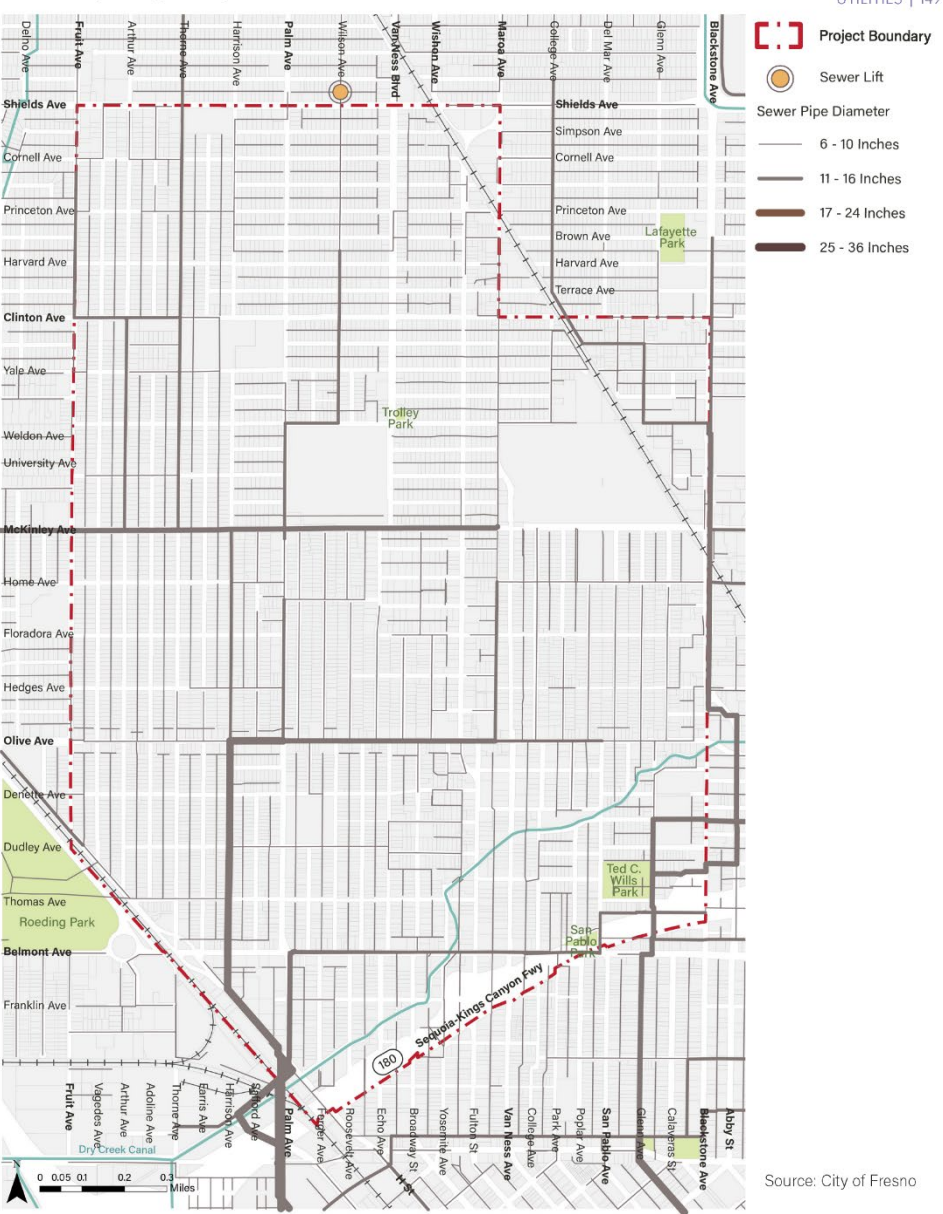 UTILITIES | 149
Delno Ave
Fruit Ave
Arthur Ave
Thorne Ave
Harrison Ave
Palm Ave
Wilson Ave
Van Ness Blvd
Wishon Ave
Maroa Ave
College Ave
Del Mar Ave
Glenn Ave
Blackstone Ave
Project Boundary
Sewer Lift
Sewer Pipe Diameter
6 - 10 Inches
11 - 16 Inches
17 - 24 Inches
25 - 36 Inches
Shields Ave
Shields Ave
Simpson Ave
Cornell Ave
Cornell Ave
Princeton Ave
Princeton Ave
Brown Ave
Lafayette
Park
Harvard Ave
Harvard Ave
Terrace Ave
Clinton Ave
Yale Ave
Trolley
Park
Weldon Ave
University Ave
McKinley Ave
Home Ave
Floradora Ave
Hedges Ave
Olive Ave
Dennett Ave
Dudley Ave
Ted C.
Wills
Park
Thomas Ave
Roeding Park
San
Pablo
Park
Belmont Ave
Franklin Ave
Sequoia-Kings Canyon Fwy
180
Fruit Ave
Vagedes Ave
Arthur Ave
Adoline Ave
Thorne Ave
Farris Ave
Harrison Ave
Safford Ave
Palm Ave
Ferger Ave
Roosevelt Ave
Echo Ave
Broadway St
Yosemite Ave
Fulton St
Van Ness Ave
College Ave
Park Ave
Poplar Ave
San Pablo Ave
Glenn Ave
Calaveras St
Blackstone Ave
Abby St
Dry Creek Canal
H St
0 0.05 0.1 0.2 0.3
Miles
Source: City of Fresno